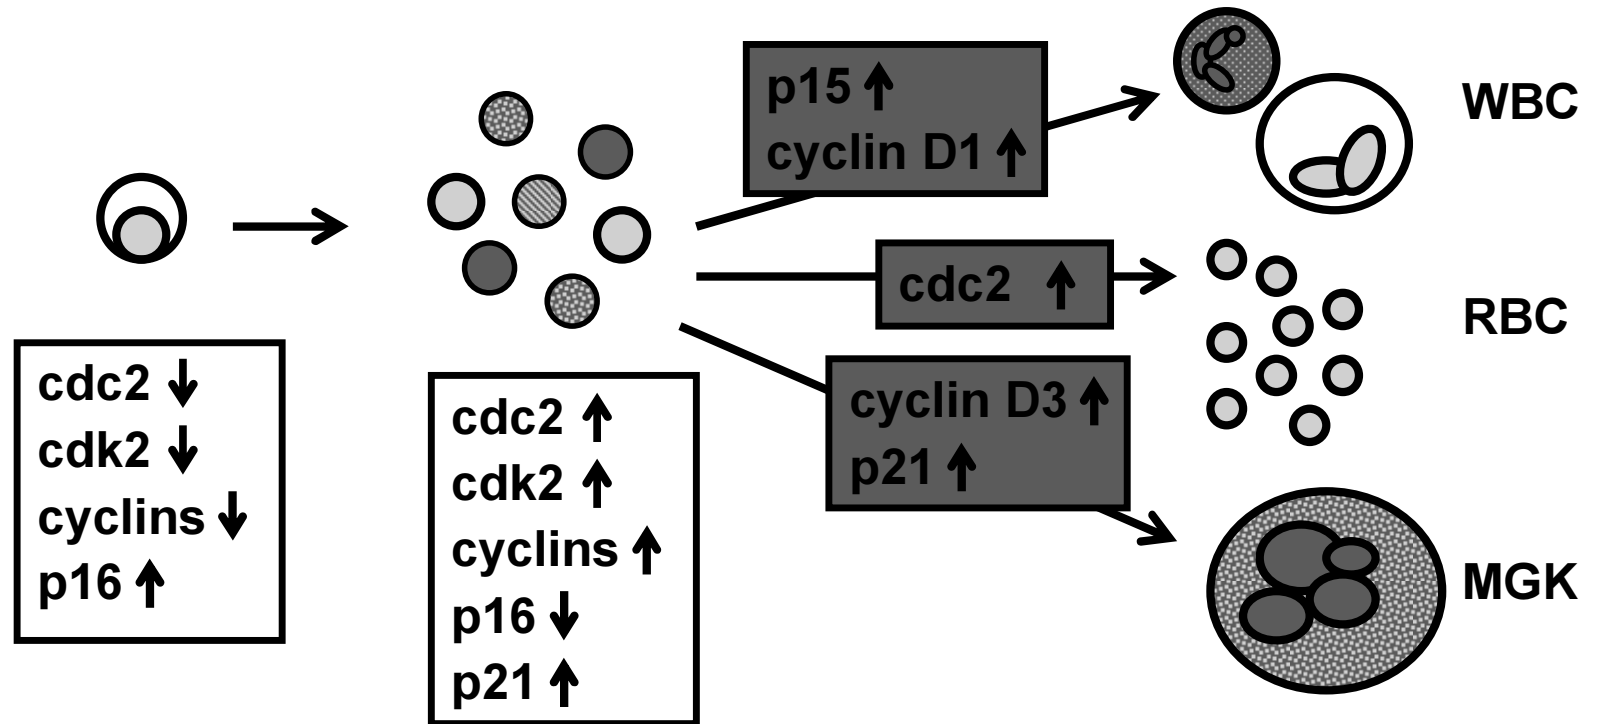 cdc2 ↓
cdk2 ↓
cyclins ↓
p16 ↑
cdc2 ↑
cdk2 ↑
cyclins ↑
p16 ↓
p21 ↑
p15 ↑
cyclin D1 ↑
cdc2 ↑
cyclin D3 ↑
p21 ↑
WBC
RBC
MGK